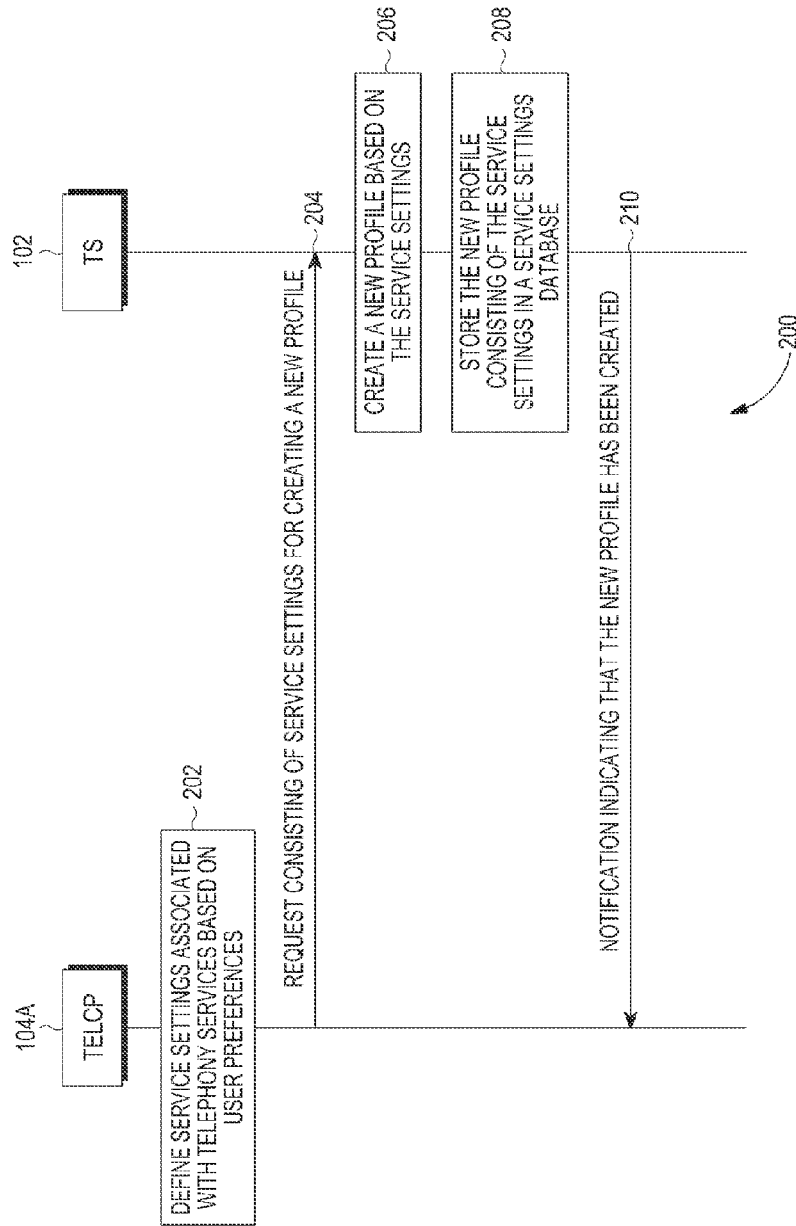 104A
TELCP
102
TS
202
DEFINE SERVICE SETTINGS ASSOCIATED
WITH TELEPHONY SERVICES BASED ON
USER PREFERENCES
REQUEST CONSISTING OF SERVICE SETTINGS FOR CREATING A NEW PROFILE
204
CREATE A NEW PROFILE BASED ON
THE SERVICE SETTINGS
206
STORE THE NEW PROFILE
CONSISTING OF THE SERVICE
SETTINGS IN A SERVICE SETTINGS
DATABASE
208
NOTIFICATION INDICATING THAT THE NEW PROFILE HAS BEEN CREATED
210
200